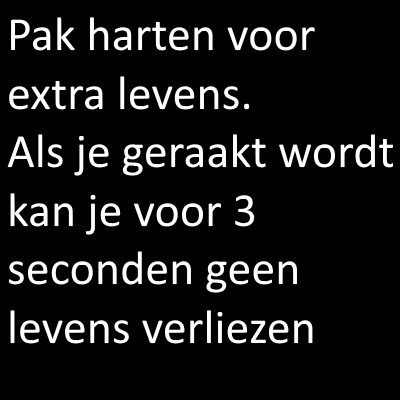 Pak harten voor
extra levens.
Als je geraakt wordt
kan je voor 3
seconden geen
levens verliezen